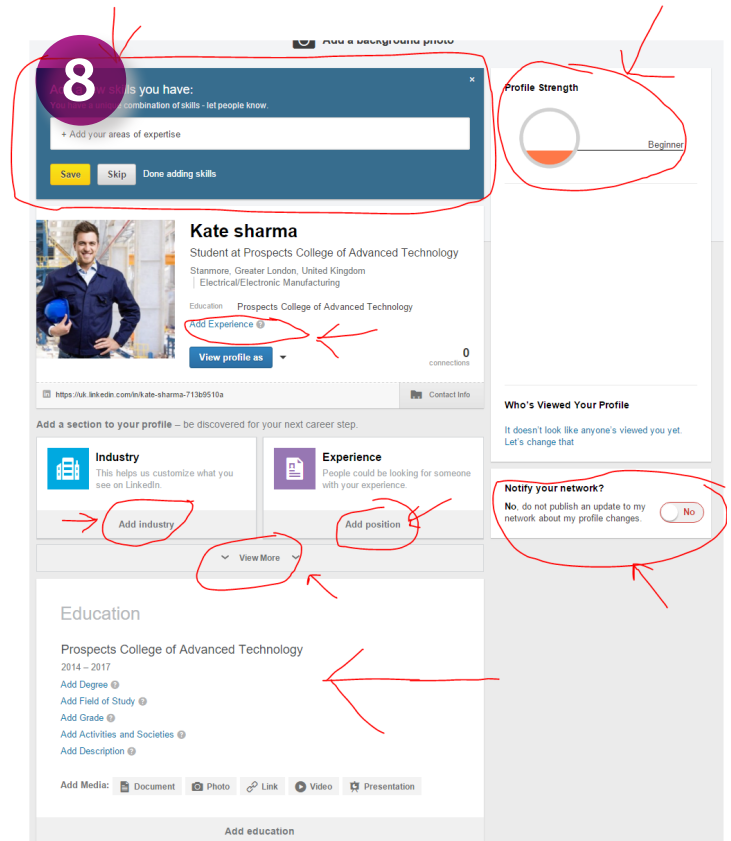 Add a background photo
8
skills you have:
combination of skills - let people know.
+ Add your areas of expertise
Save Skip Done adding skills
×
Profile Strength
Beginner
Kate sharma
Student at Prospects College of Advanced Technology
Stanmore, Greater London, United Kingdom
Electrical/Electronic Manufacturing
Education Prospects College of Advanced Technology
Add Experience ?
View profile as
0
connections
in https://uk.linkedin.com/in/kate-sharma-713b9510a
Contact Info
Who's Viewed Your Profile
It doesn't look like anyone's viewed you yet.
Let's change that
Add a section to your profile – be discovered for your next career step.
Industry
This helps us customize what you
see on LinkedIn.
Add industry
Experience
People could be looking for someone
with your experience.
Add position
Notify your network?
No, do not publish an update to my
network about my profile changes.
No
View More
Education
Prospects College of Advanced Technology
2014 – 2017
Add Degree ?
Add Field of Study ?
Add Grade ?
Add Activities and Societies ?
Add Description ?
Add Media: Document Photo Link Video Presentation
Add education